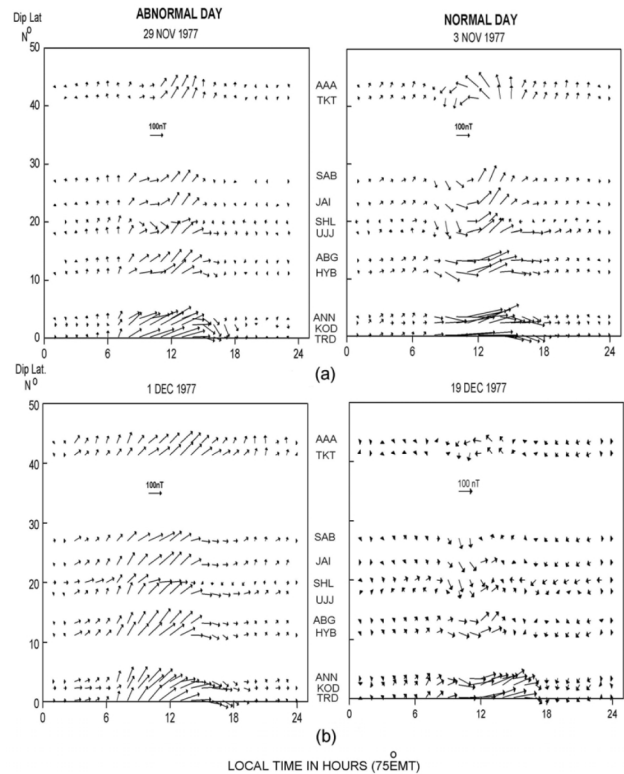 ABNORMAL DAY
29 NOV 1977
NORMAL DAY
3 NOV 1977
Dip Lat
N°
50
40
30
20
10
0
100nT
100nT
AAA
TKT
SAB
JAI
SHL
UJJ
ABG
HYB
ANN
KOD
TRD
0 6 12 18 24
0 6 12 18 24
(a)
Dip Lat.
N°
1 DEC 1977
19 DEC 1977
50
40
30
20
10
0
100nT
100 nT
AAA
TKT
SAB
JAI
SHL
UJJ
ABG
HYB
ANN
KOD
TRD
0 6 12 18 24
0 6 12 18 24
(b)
LOCAL TIME IN HOURS (75°EMT)